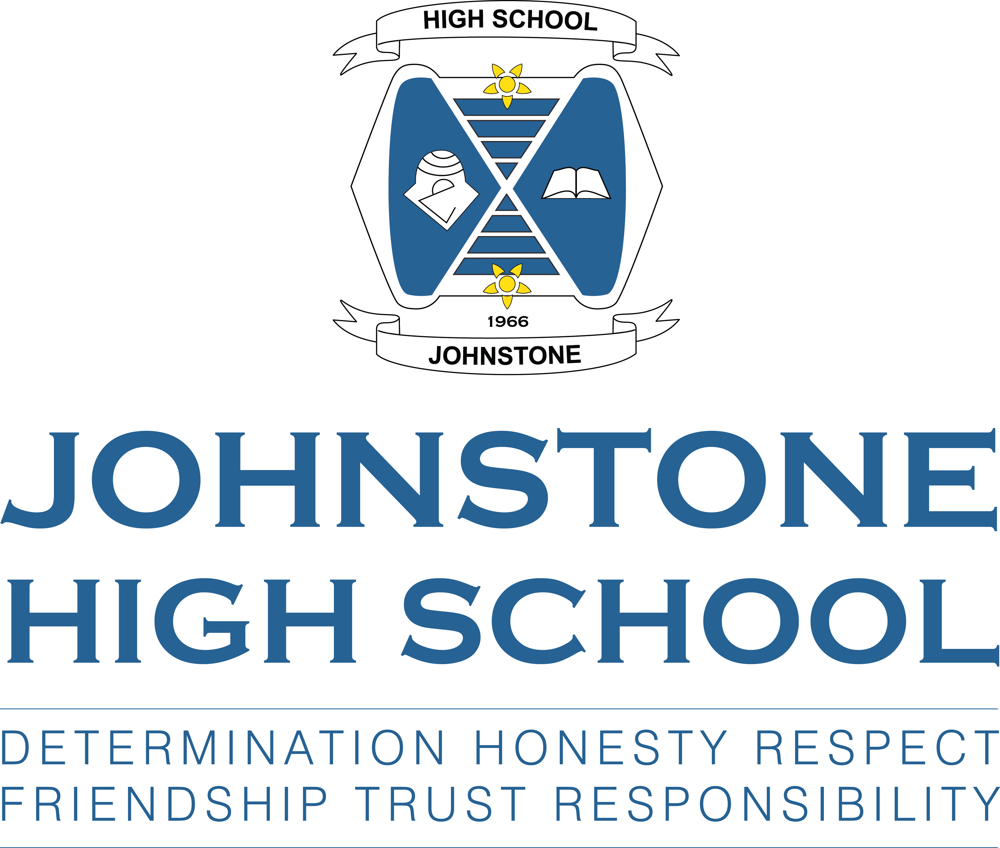 HIGH SCHOOL
1966
JOHNSTONE
JOHNSTONE
HIGH SCHOOL
DETERMINATION HONESTY RESPECT
FRIENDSHIP TRUST RESPONSIBILITY